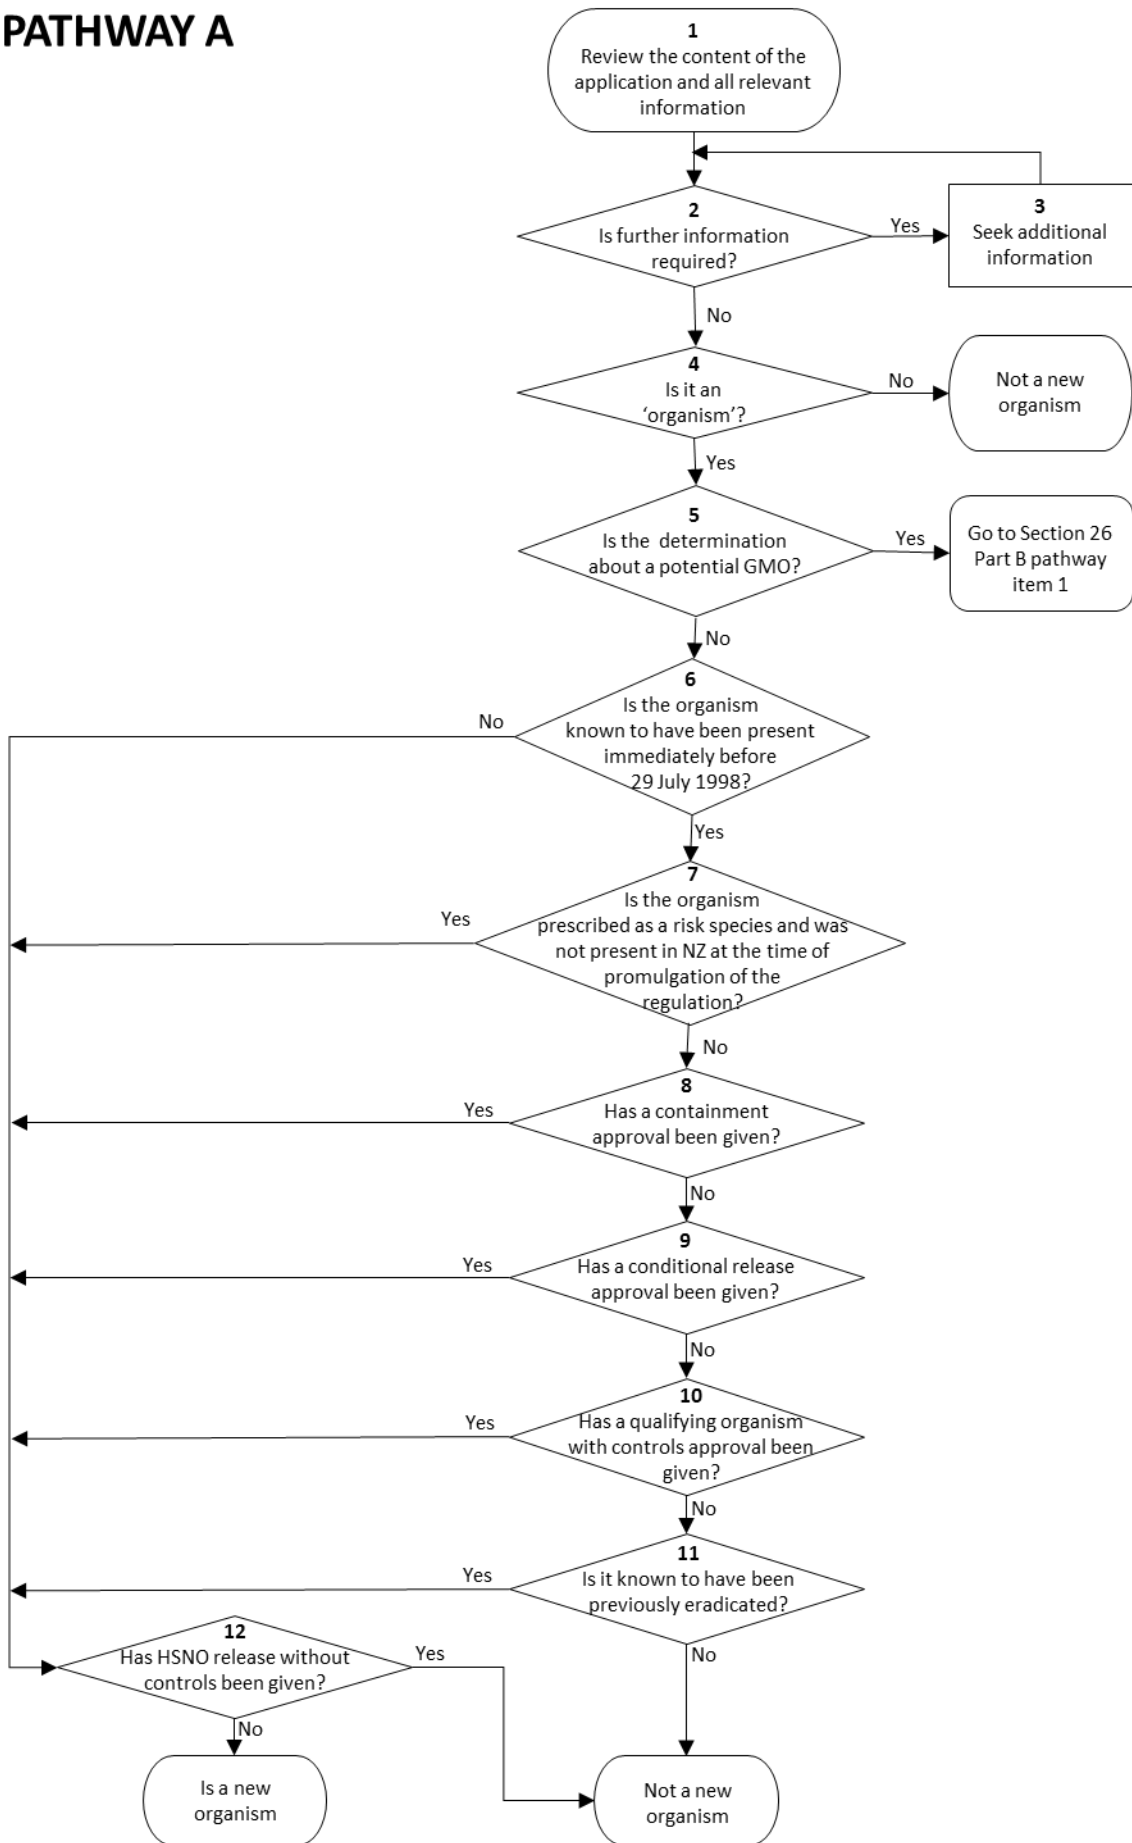 PATHWAY A
1
Review the content of the
application and all relevant
information
2
Is further information
required?
Yes
3
Seek additional
information
No
4
Is it an
‘organism’?
No
Not a new
organism
Yes
5
Is the determination
about a potential GMO?
Yes
Go to Section 26
Part B pathway
item 1
No
6
Is the organism
known to have been present
immediately before
29 July 1998?
No
Yes
7
Is the organism
prescribed as a risk species and was
not present in NZ at the time of
promulgation of the
regulation?
Yes
No
8
Has a containment
approval been given?
Yes
No
9
Has a conditional release
approval been given?
Yes
No
10
Has a qualifying organism
with controls approval been
given?
Yes
No
11
Is it known to have been
previously eradicated?
Yes
No
12
Has HSNO release without
controls been given?
Yes
No
Is a new
organism
Not a new
organism